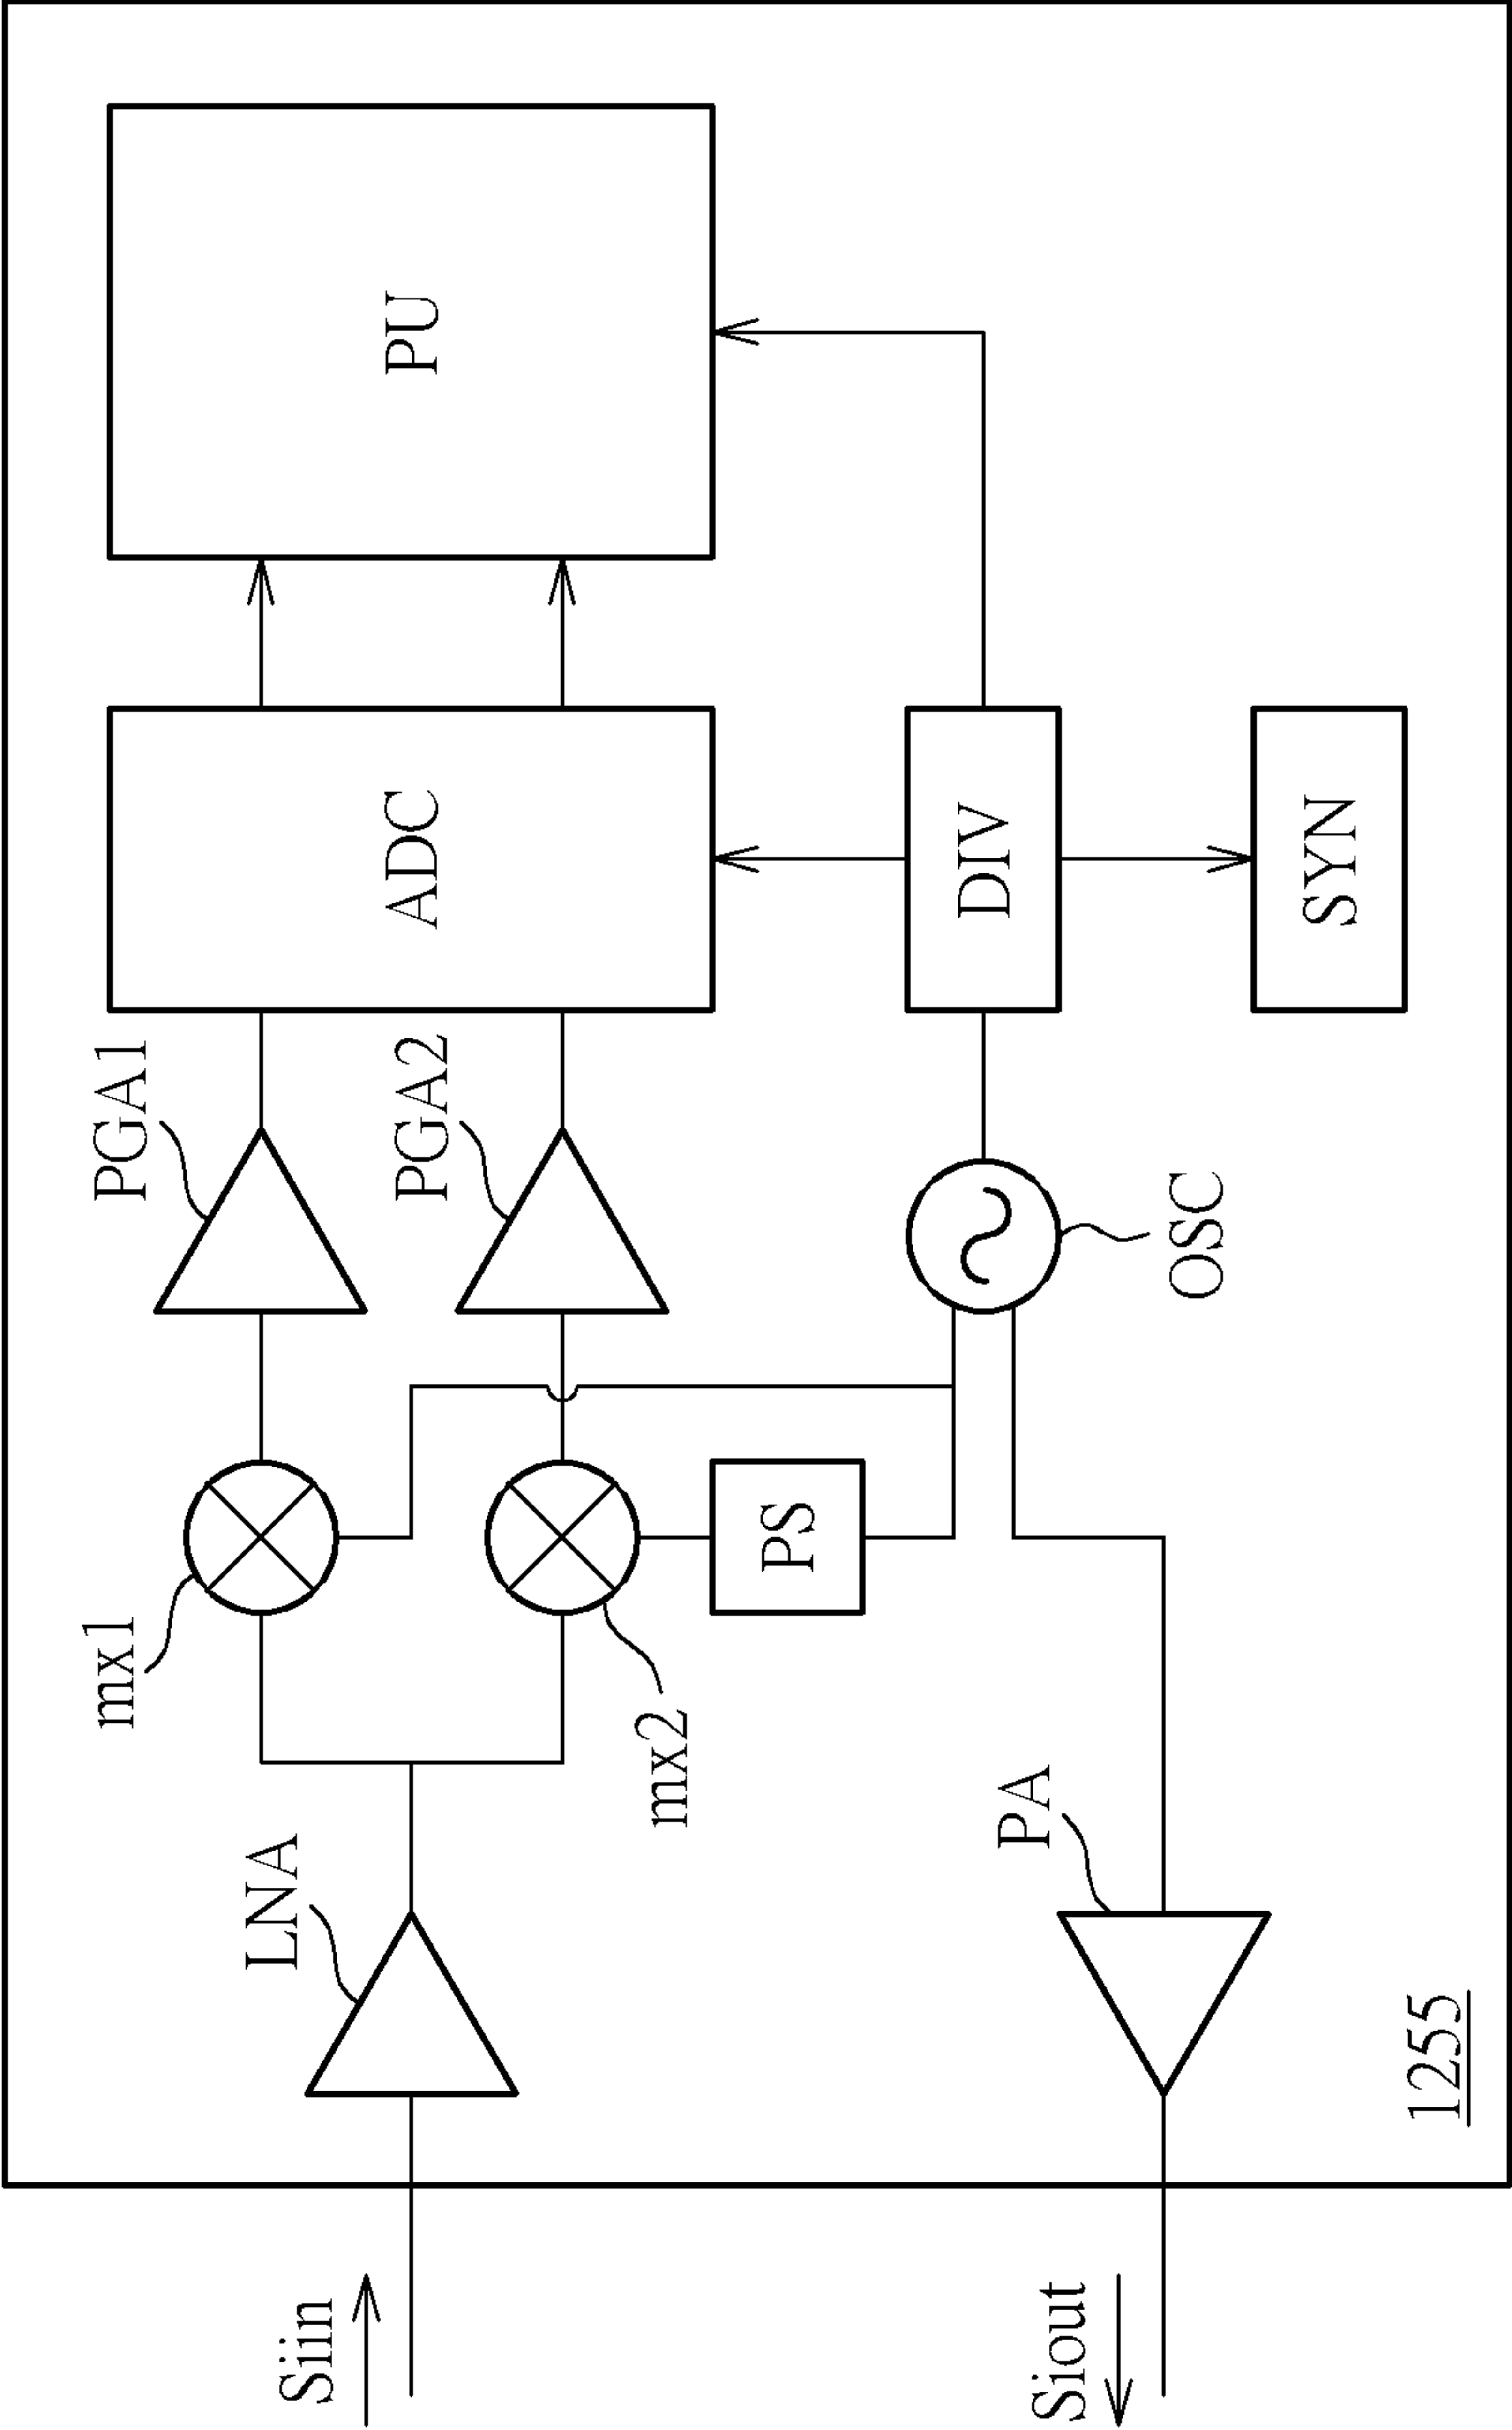 Siin
LNA
mx1
mx2
PGA1
PGA2
ADC
PU
PS
OSC
DIV
SYN
PA
Siout
1255